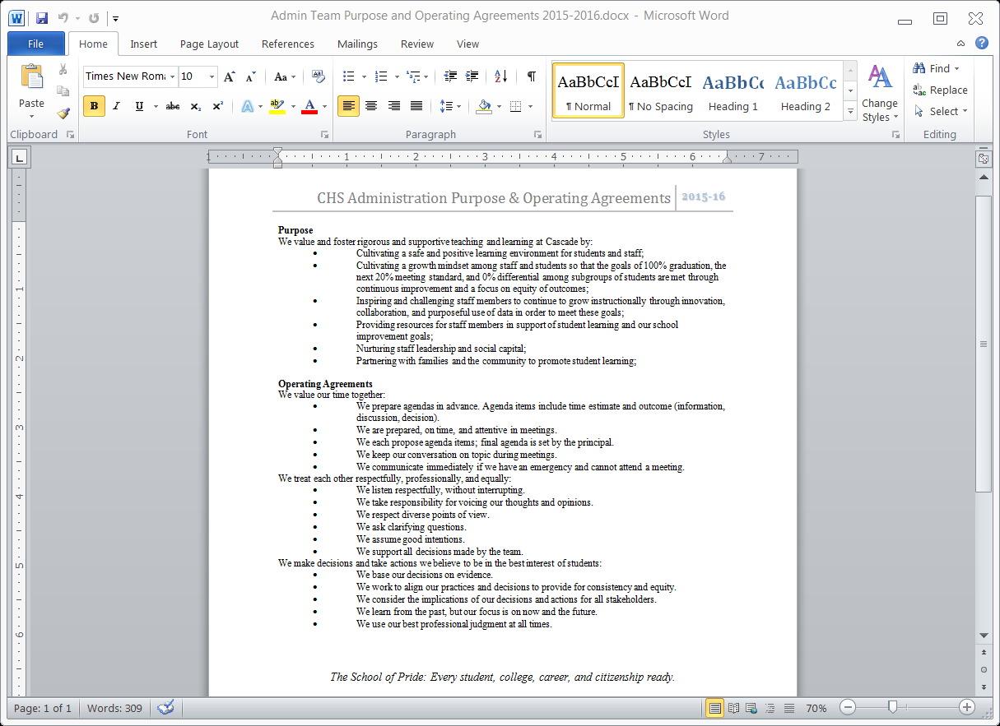 Admin Team Purpose and Operating Agreements 2015-2016.docx - Microsoft Word
File Home Insert Page Layout References Mailings Review View
Paste
Clipboard
Times New Roma 10
Font
Paragraph
AaBbCcI AaBbCcI AaBbCc AaBbCc
¶ Normal ¶ No Spacing Heading 1 Heading 2
Change Styles
Styles
Find
Replace
Select
Editing
1 1 2 3 4 5 6 7
CHS Administration Purpose & Operating Agreements 2015-16
Purpose
We value and foster rigorous and supportive teaching and learning at Cascade by:
• Cultivating a safe and positive learning environment for students and staff;
• Cultivating a growth mindset among staff and students so that the goals of 100% graduation, the
next 20% meeting standard, and 0% differential among subgroups of students are met through
continuous improvement and a focus on equity of outcomes;
• Inspiring and challenging staff members to continue to grow instructionally through innovation,
collaboration, and purposeful use of data in order to meet these goals;
• Providing resources for staff members in support of student learning and our school
improvement goals;
• Nurturing staff leadership and social capital;
• Partnering with families and the community to promote student learning;
Operating Agreements
We value our time together:
• We prepare agendas in advance. Agenda items include time estimate and outcome (information,
discussion, decision).
• We are prepared, on time, and attentive in meetings.
• We each propose agenda items; final agenda is set by the principal.
• We keep our conversation on topic during meetings.
• We communicate immediately if we have an emergency and cannot attend a meeting.
We treat each other respectfully, professionally, and equally:
• We listen respectfully, without interrupting.
• We take responsibility for voicing our thoughts and opinions.
• We respect diverse points of view.
• We ask clarifying questions.
• We assume good intentions.
• We support all decisions made by the team.
We make decisions and take actions we believe to be in the best interest of students:
• We base our decisions on evidence.
• We work to align our practices and decisions to provide for consistency and equity.
• We consider the implications of our decisions and actions for all stakeholders.
• We learn from the past, but our focus is on now and the future.
• We use our best professional judgment at all times.
The School of Pride: Every student, college, career, and citizenship ready.
1
2
3
4
5
6
Page: 1 of 1 Words: 309 70%